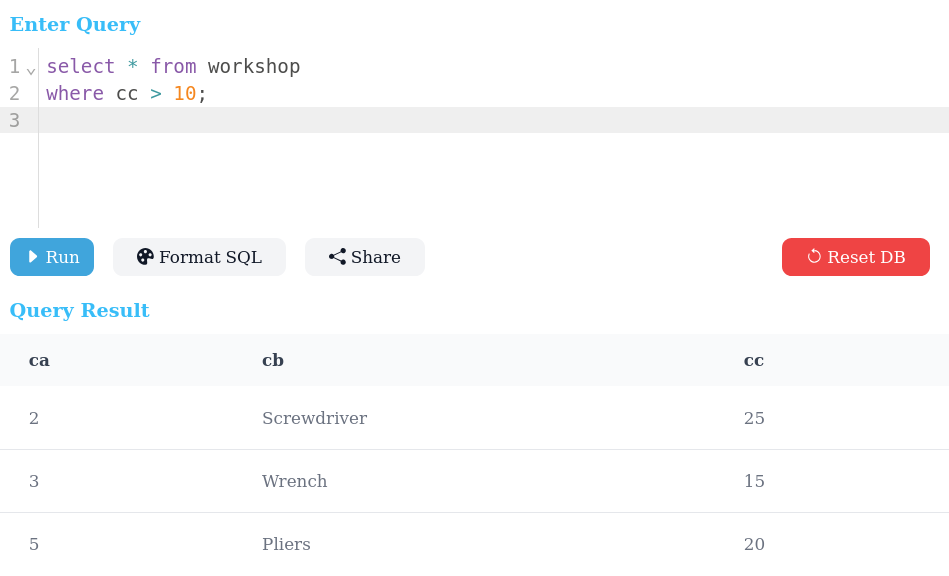 Enter Query
1 select * from workshop
2 where cc > 10;
3
Run Format SQL Share Reset DB
Query Result
ca cb cc
2 Screwdriver 25
3 Wrench 15
5 Pliers 20